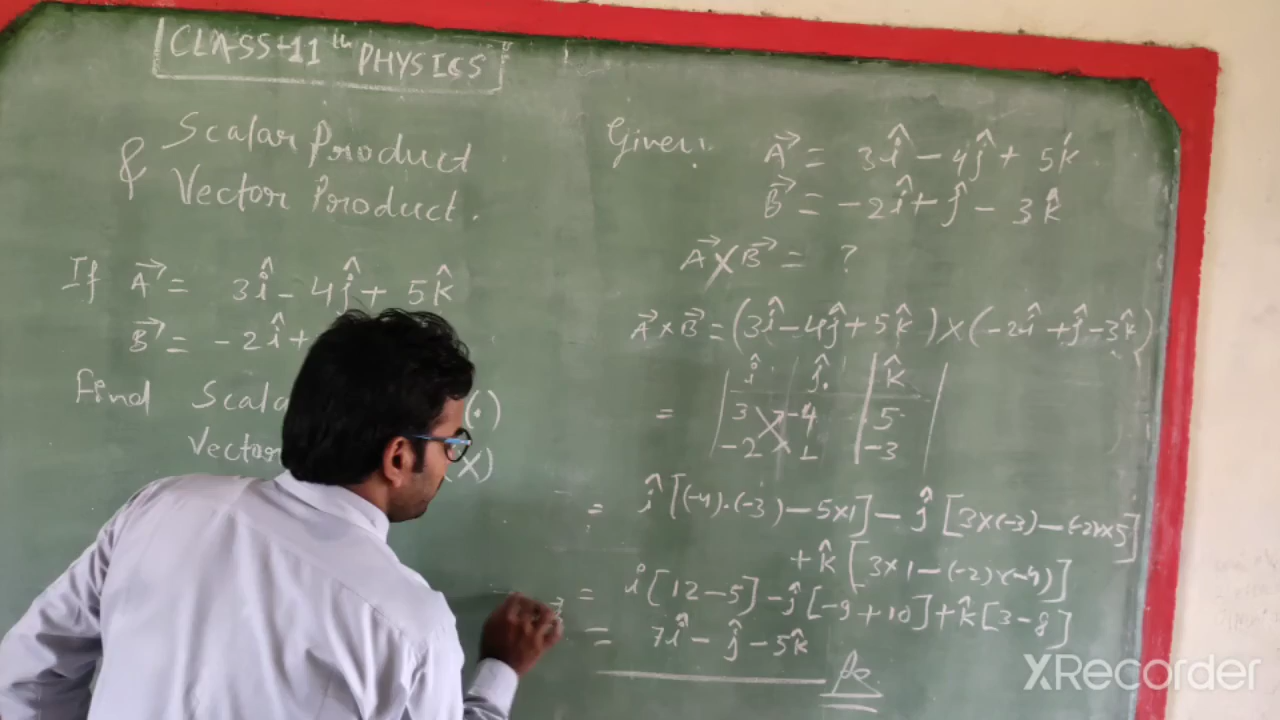 CLASS-11th PHYSICS
Scalar Product
& Vector Product.
If A⃗ = 3î - 4ĵ + 5k̂
B⃗ = -2î +
Find
Vector (×)
Given: A⃗ = 3î - 4ĵ + 5k̂
B⃗ = -2î + ĵ - 3k̂
A⃗×B⃗ = ?
A⃗×B⃗ = (3î - 4ĵ + 5k̂) × (-2î + ĵ - 3k̂)
î ĵ k̂
= 3 -4 5
-2 1 -3
= î[(-4)·(-3) - 5×1] - ĵ[3×(-3) - (-2)×5]
+ k̂[3×1 - (-2)×(-4)]
= î[12 - 5] - ĵ[-9 + 10] + k̂[3 - 8]
= 7î - ĵ - 5k̂
XRecorder